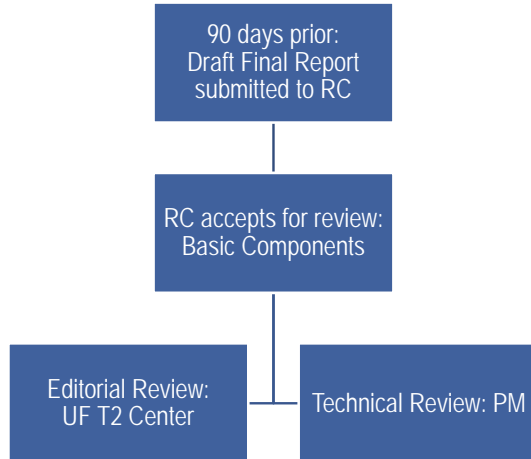 90 days prior:
Draft Final Report
submitted to RC
RC accepts for review:
Basic Components
Editorial Review:
UF T2 Center
Technical Review: PM